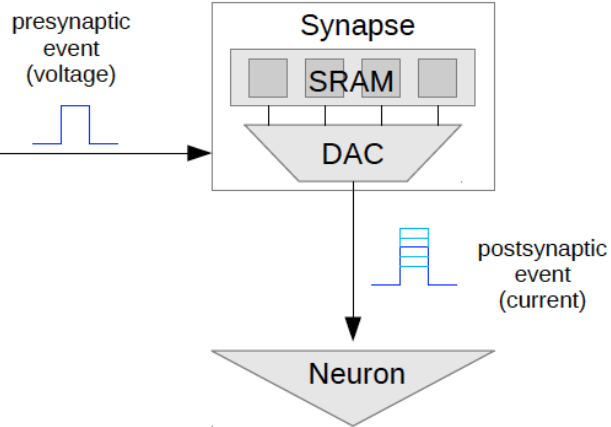 presynaptic
event
(voltage)
Synapse
SRAM
DAC
postsynaptic
event
(current)
Neuron